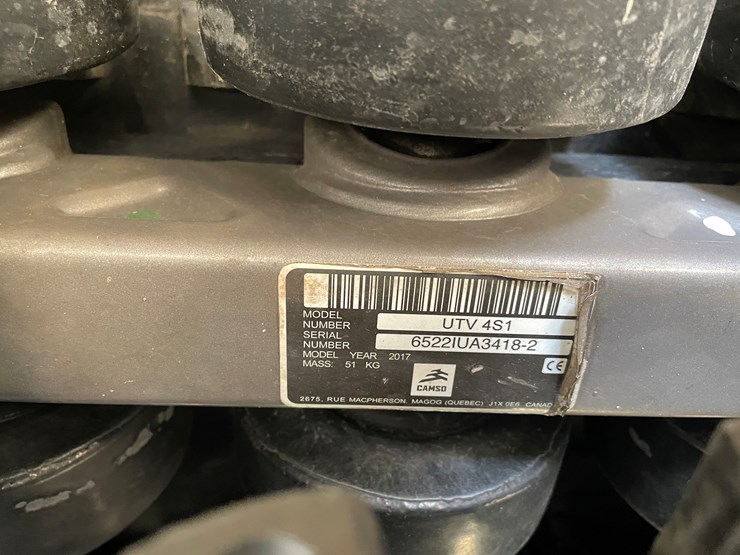 MODEL NUMBER UTV 4S1
SERIAL NUMBER 6522IUA3418-2
MODEL YEAR 2017
MASS: 51 KG
CE
CAMSO
2675, RUE MACPHERSON, MAGOG (QUEBEC) J1X 0E6 CANAD